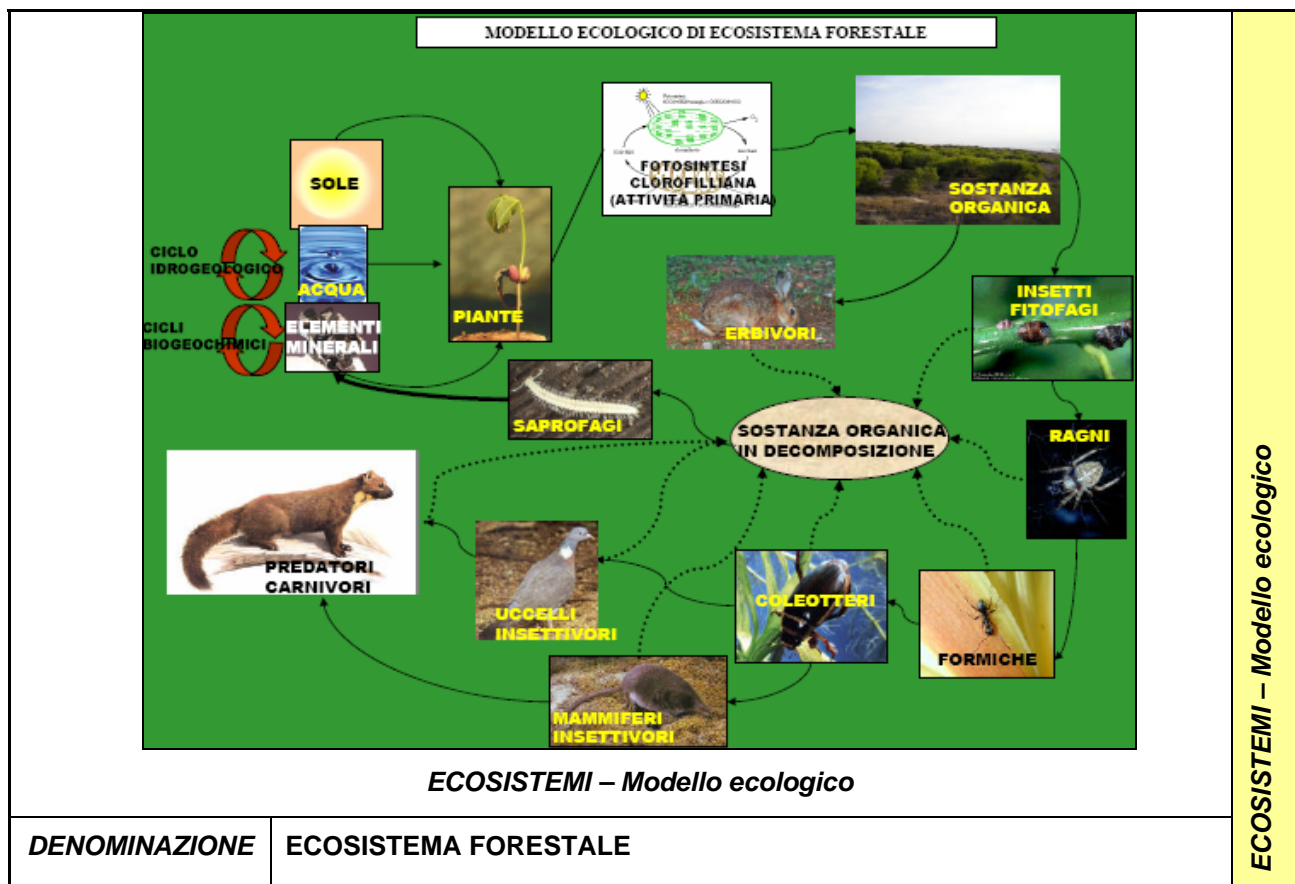 MODELLO ECOLOGICO DI ECOSISTEMA FORESTALE
SOLE
CICLO
IDROGEOLOGICO
ACQUA
CICLI
BIOGEOCHIMICI
ELEMENTI
MINERALI
PIANTE
FOTOSINTESI
CLOROFILLIANA
(ATTIVITÀ PRIMARIA)
SOSTANZA
ORGANICA
ERBIVORI
INSETTI
FITOFAGI
SAPROFAGI
SOSTANZA ORGANICA
IN DECOMPOSIZIONE
RAGNI
PREDATORI
CARNIVORI
UCCELLI
INSETTIVORI
COLEOTTERI
FORMICHE
MAMMIFERI
INSETTIVORI
ECOSISTEMI – Modello ecologico
DENOMINAZIONE
ECOSISTEMA FORESTALE
ECOSISTEMI – Modello ecologico